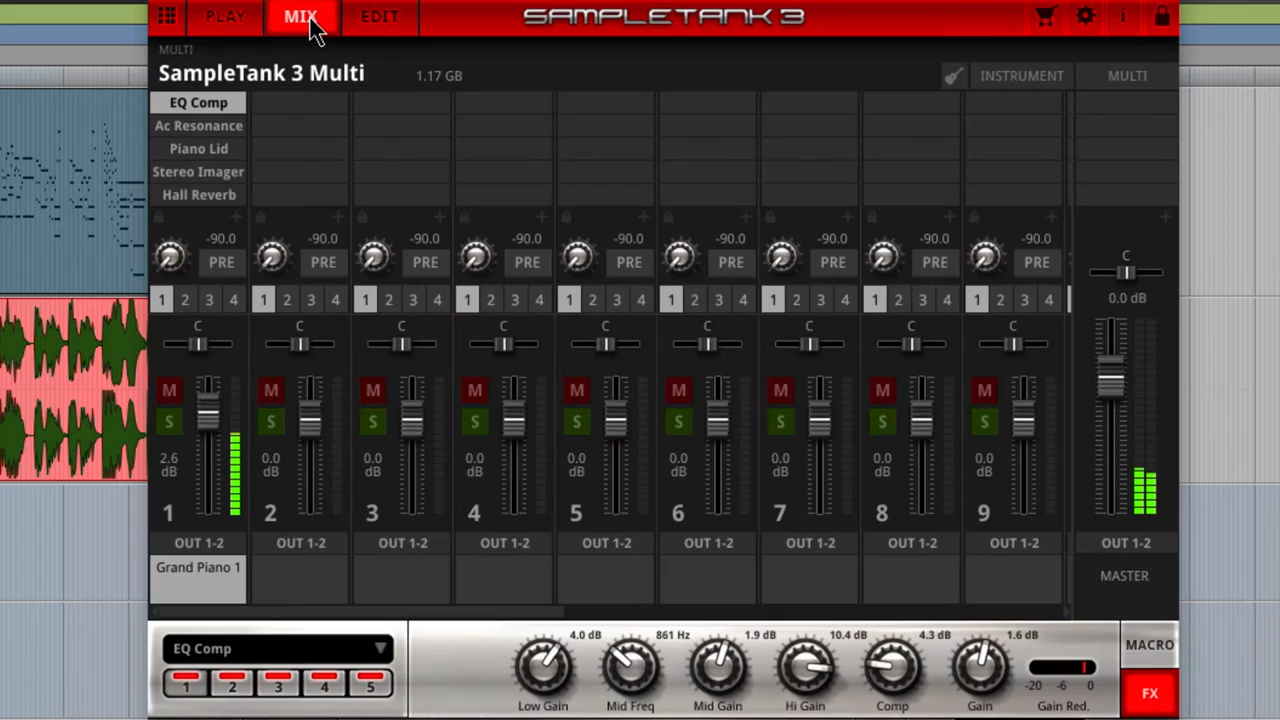 PLAY MIX EDIT SAMPLETANK 3 i
MULTI
SampleTank 3 Multi 1.17 GB INSTRUMENT MULTI
EQ Comp
Ac Resonance
Piano Lid
Stereo Imager
Hall Reverb
-90.0 -90.0 -90.0 -90.0 -90.0 -90.0 -90.0 -90.0 -90.0
PRE PRE PRE PRE PRE PRE PRE PRE PRE C
1 2 3 4 1 2 3 4 1 2 3 4 1 2 3 4 1 2 3 4 1 2 3 4 1 2 3 4 1 2 3 4 1 2 3 4 0.0 dB
C C C C C C C C C
M M M M M M M M M
S S S S S S S S S
2.6 0.0 0.0 0.0 0.0 0.0 0.0 0.0 0.0
dB dB dB dB dB dB dB dB dB
1 2 3 4 5 6 7 8 9
OUT 1-2 OUT 1-2 OUT 1-2 OUT 1-2 OUT 1-2 OUT 1-2 OUT 1-2 OUT 1-2 OUT 1-2 OUT 1-2
Grand Piano 1 MASTER
4.0 dB 861 Hz 1.9 dB 10.4 dB 4.3 dB 1.6 dB
EQ Comp MACRO
1 2 3 4 5 -20 -6 0 FX
Low Gain Mid Freq Mid Gain Hi Gain Comp Gain Gain Red.